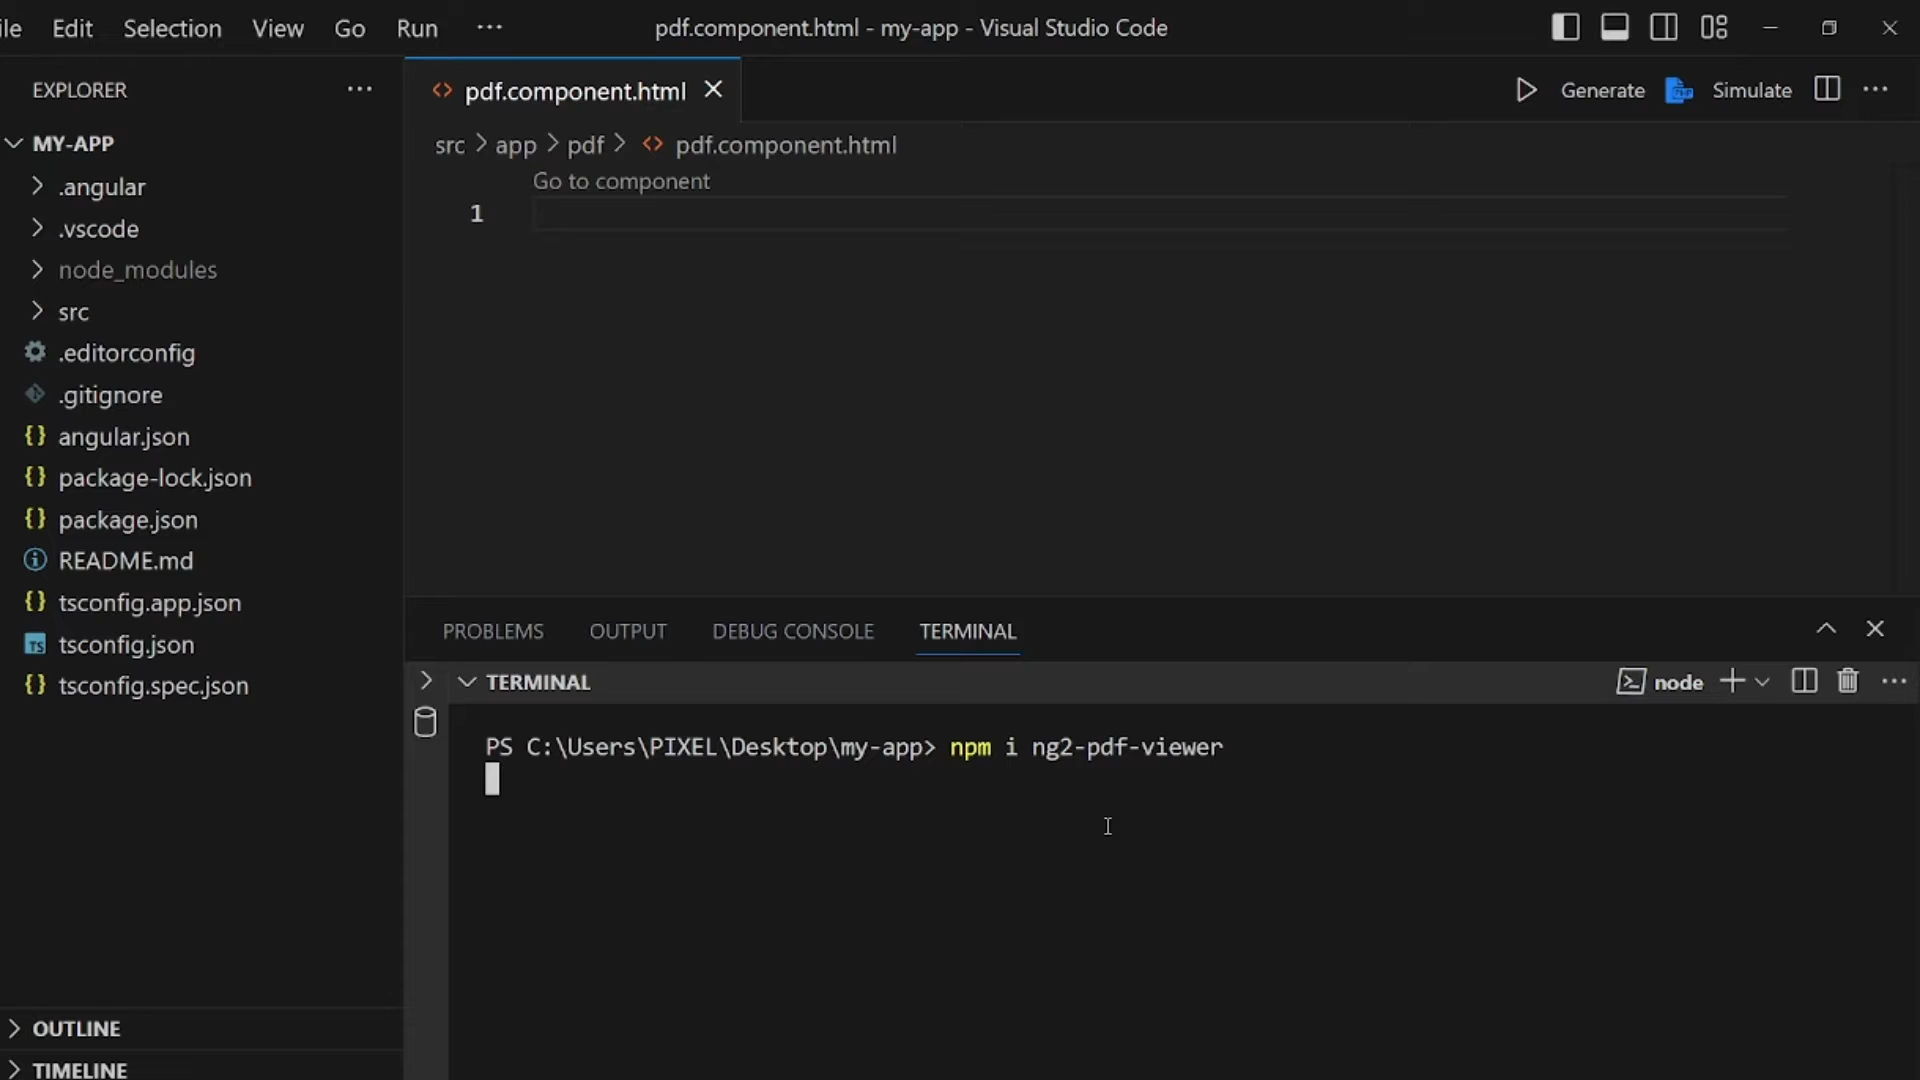 ile Edit Selection View Go Run ··· pdf.component.html - my-app - Visual Studio Code
EXPLORER ···
MY-APP
.angular
.vscode
node_modules
src
.editorconfig
.gitignore
angular.json
package-lock.json
package.json
README.md
tsconfig.app.json
tsconfig.json
tsconfig.spec.json
OUTLINE
TIMELINE
pdf.component.html
Generate Simulate ···
src > app > pdf > pdf.component.html
Go to component
1
PROBLEMS OUTPUT DEBUG CONSOLE TERMINAL
TERMINAL node ···
PS C:\Users\PIXEL\Desktop\my-app> npm i ng2-pdf-viewer